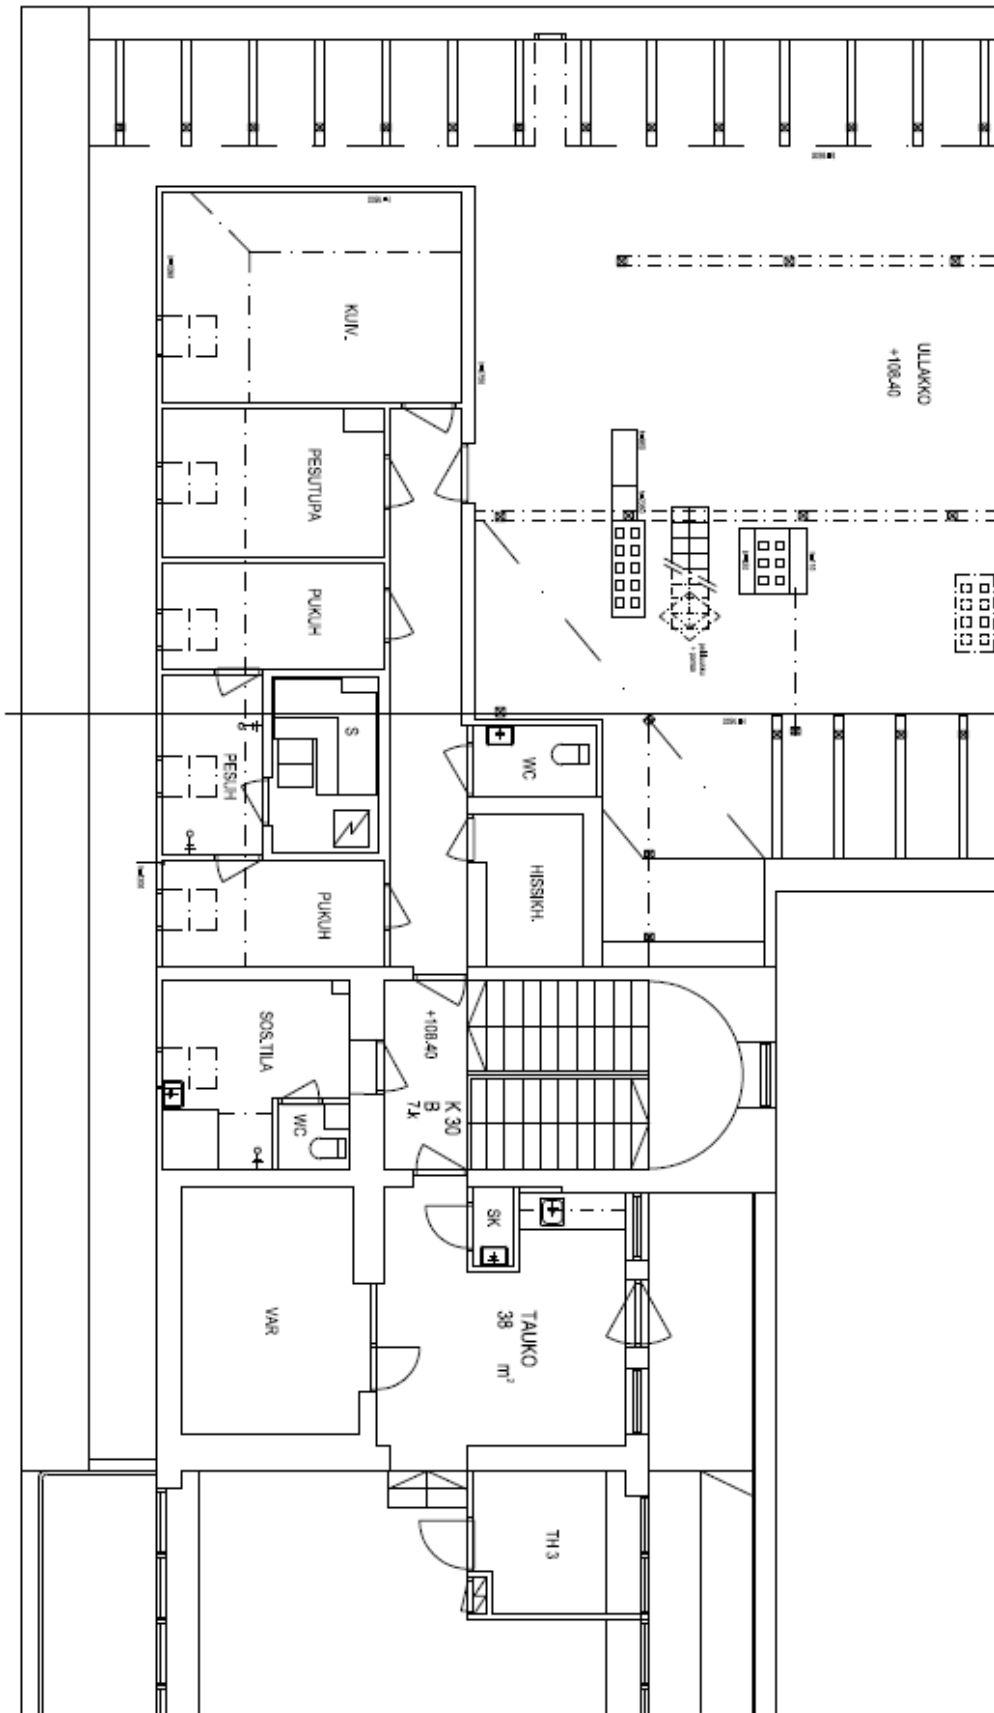 KUIV.
ULLAKKO
+108.40
PESUTUPA
PUKUH
S
PESUH
WC
HISSIKH.
PUKUH
SOS.TILA
+108.40
K 30
B
7.k
WC
SK
VAR
TAUKO
38 m²
TH 3